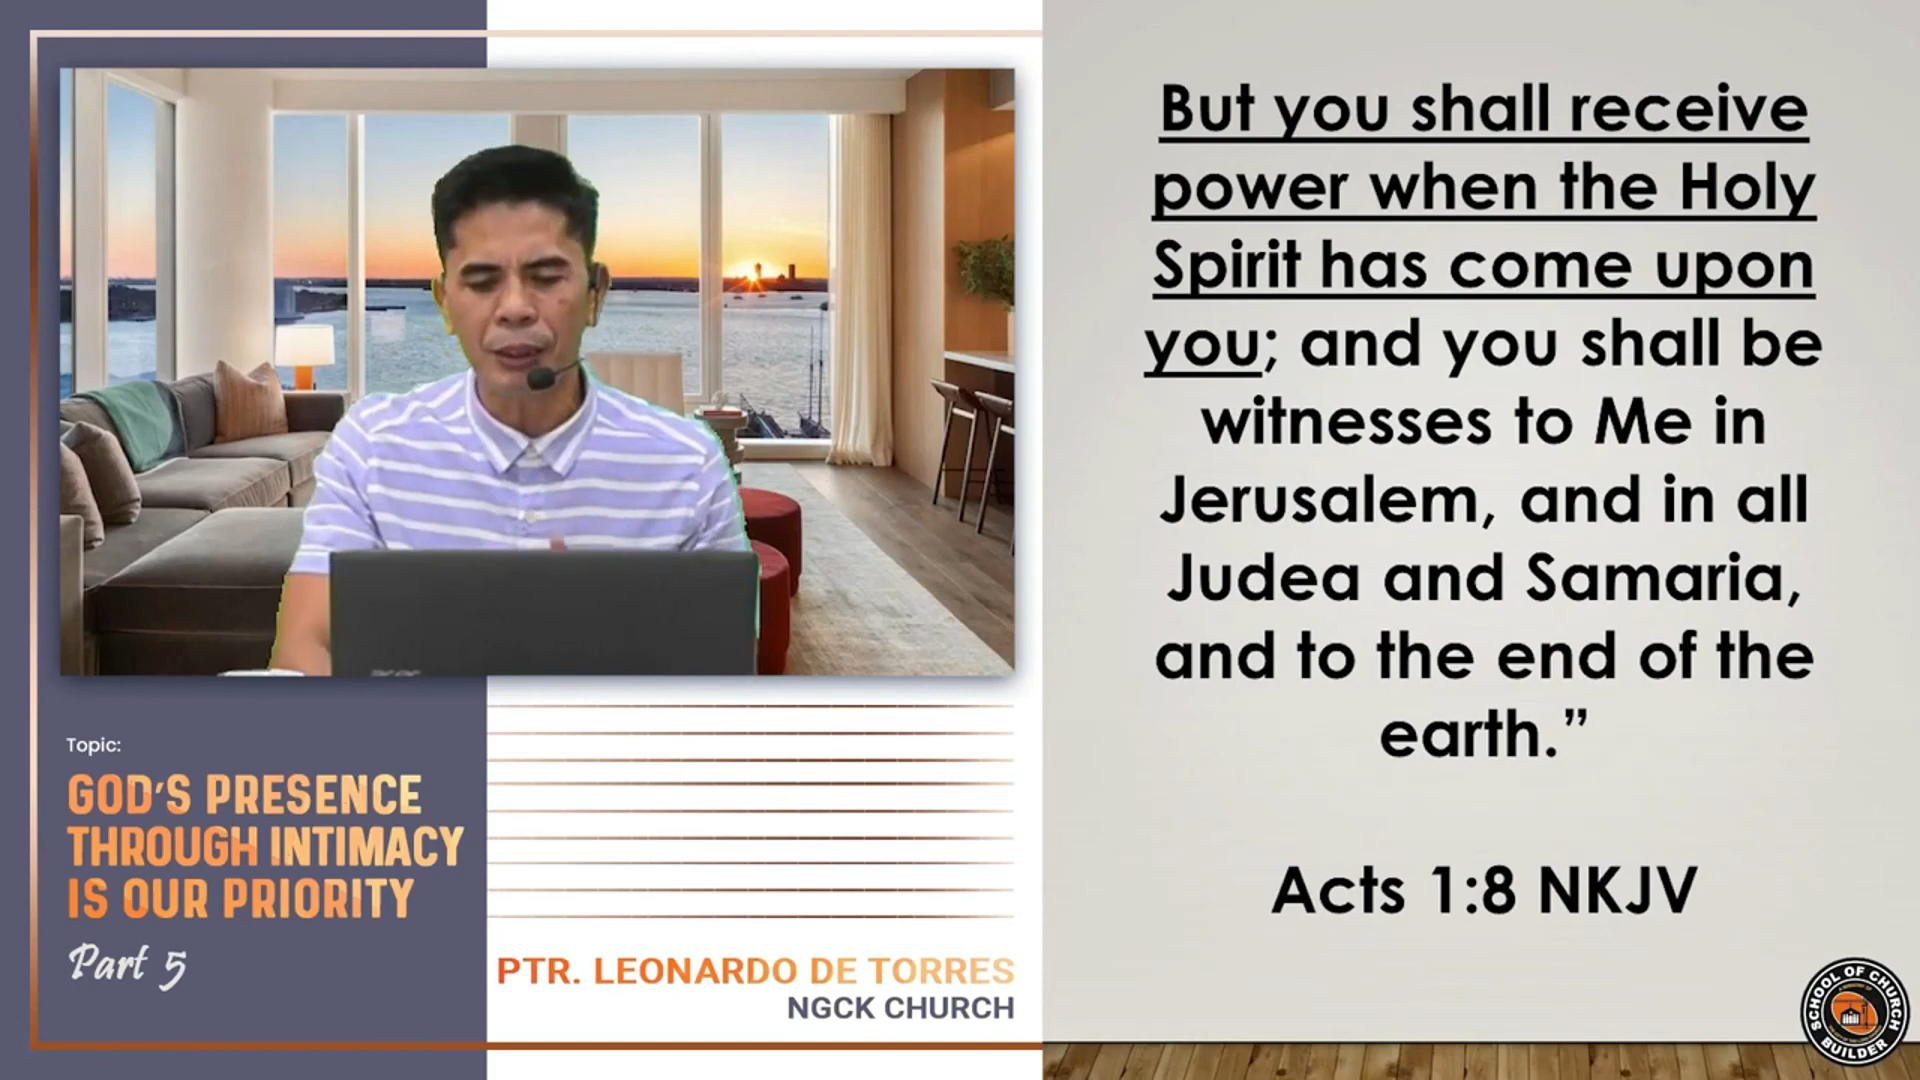 Topic:
GOD'S PRESENCE
THROUGH INTIMACY
IS OUR PRIORITY
Part 5
PTR. LEONARDO DE TORRES
NGCK CHURCH
But you shall receive
power when the Holy
Spirit has come upon
you; and you shall be
witnesses to Me in
Jerusalem, and in all
Judea and Samaria,
and to the end of the
earth.”
Acts 1:8 NKJV
SCHOOL OF CHURCH
BUILDER